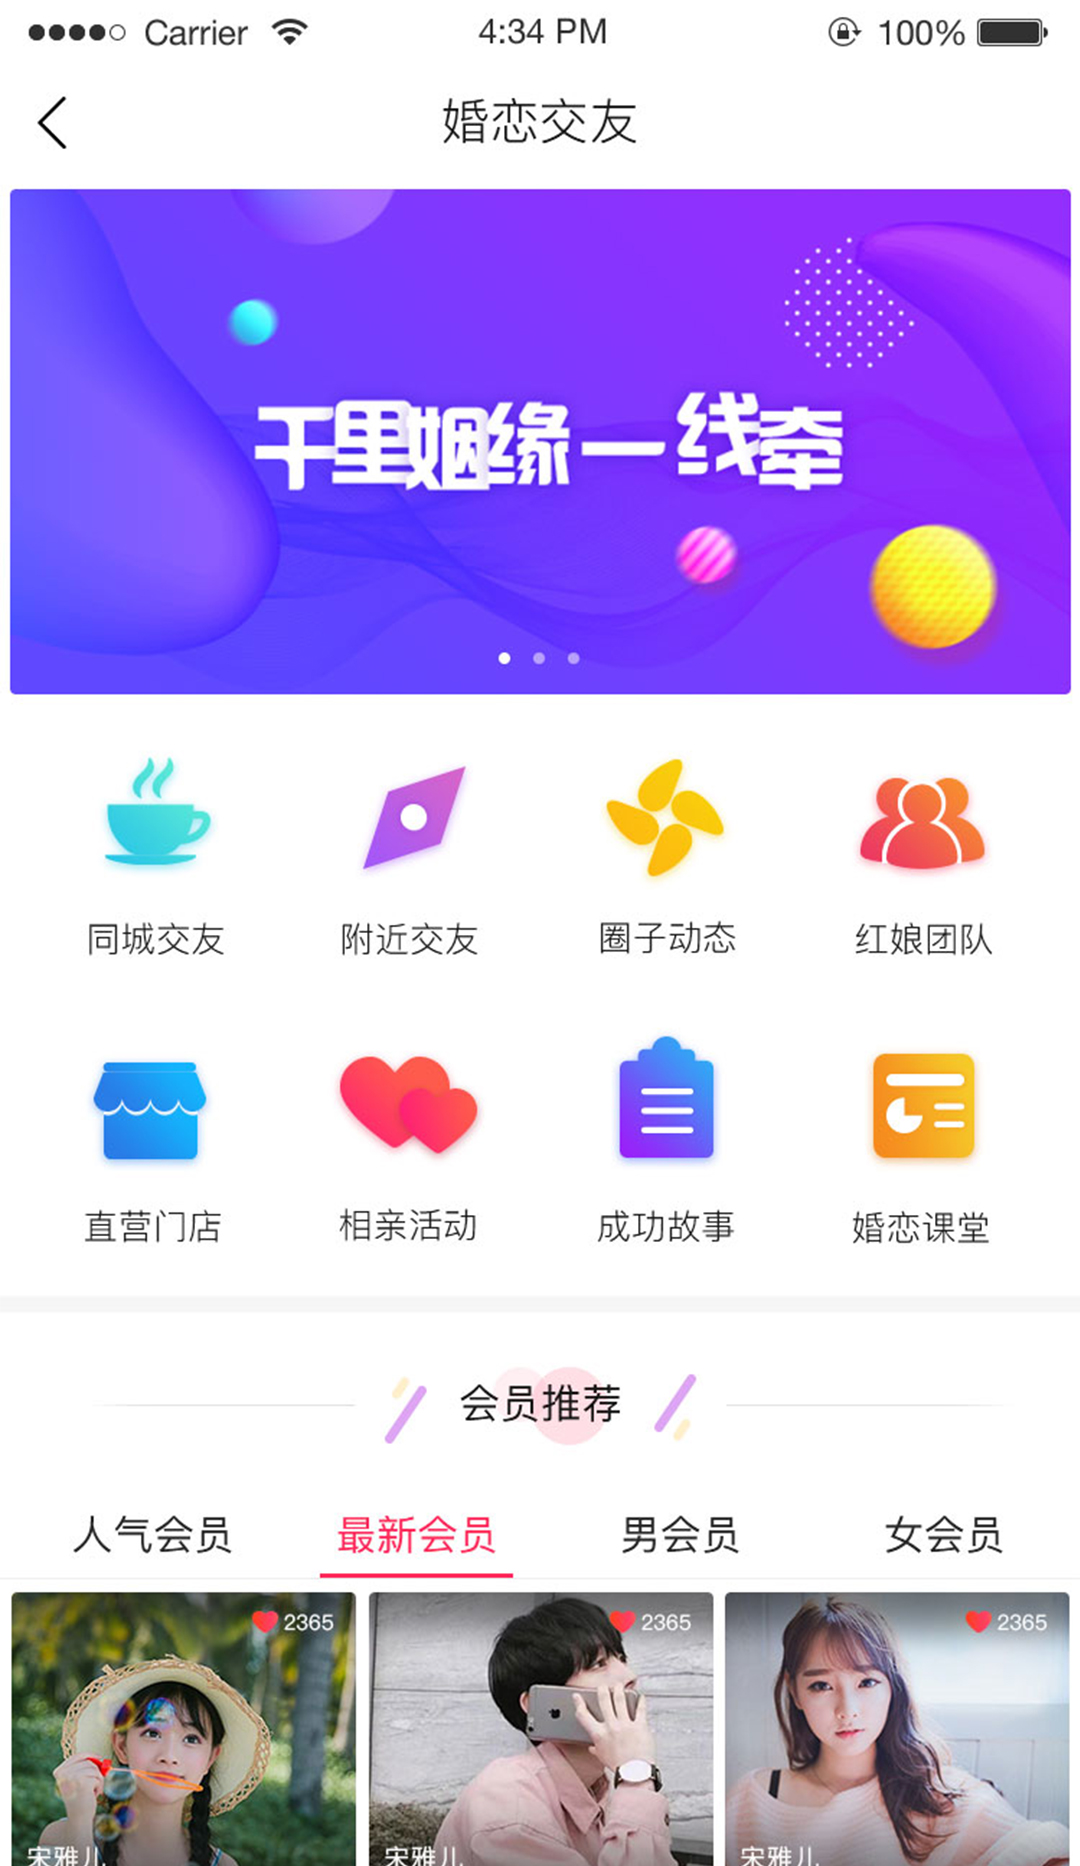 Carrier 4:34 PM 100%
婚恋交友
千里姻缘一线牵
同城交友 附近交友 圈子动态 红娘团队
直营门店 相亲活动 成功故事 婚恋课堂
会员推荐
人气会员 最新会员 男会员 女会员
2365 2365 2365
宋雅儿 宋雅儿 宋雅儿